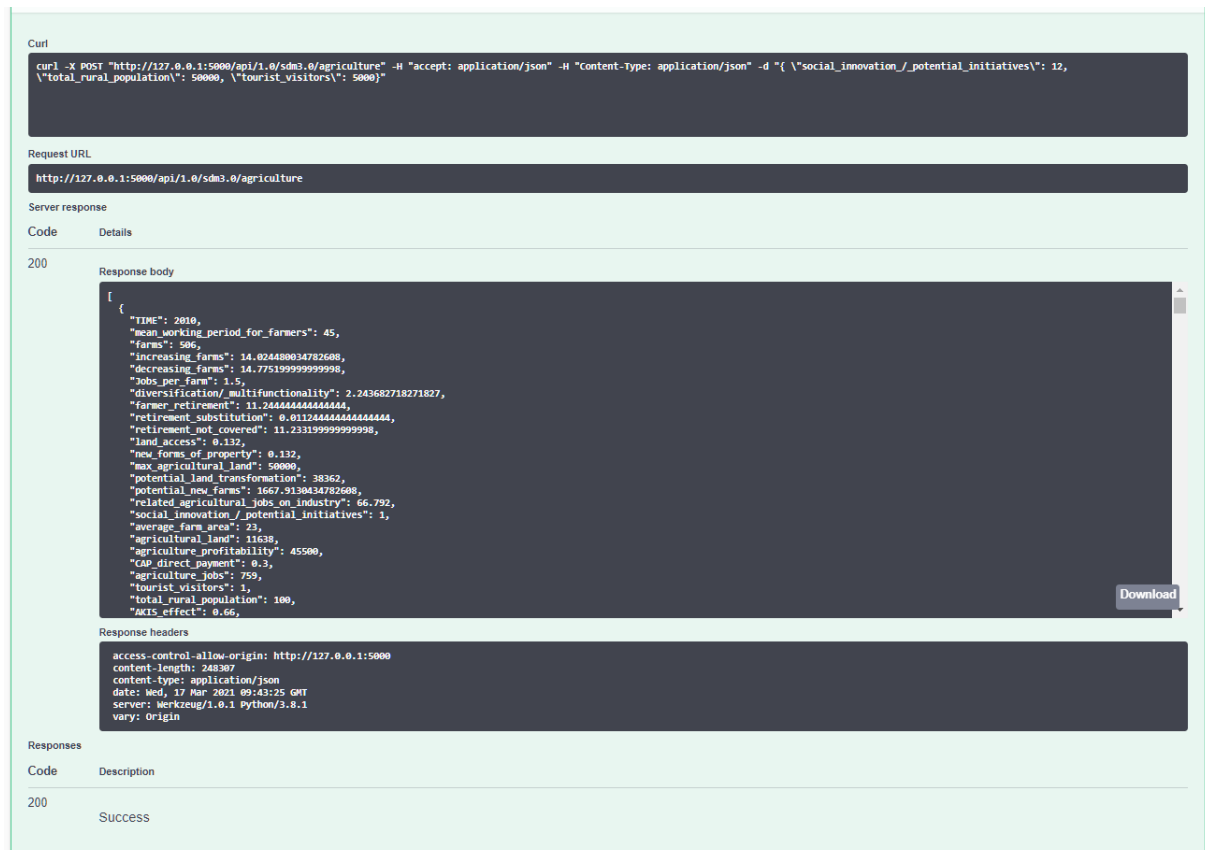 Curl
curl -X POST "http://127.0.0.1:5000/api/1.0/sdm3.0/agriculture" -H "accept: application/json" -H "Content-Type: application/json" -d "{ \"social_innovation_/_potential_initiatives\": 12,
\"total_rural_population\": 50000, \"tourist_visitors\": 5000}"
Request URL
http://127.0.0.1:5000/api/1.0/sdm3.0/agriculture
Server response
Code Details
200
Response body
[
{
"TIME": 2010,
"mean_working_period_for_farmers": 45,
"farms": 506,
"increasing_farms": 14.024480034782608,
"decreasing_farms": 14.775199999999998,
"Jobs_per_farm": 1.5,
"diversification/_multifunctionality": 2.243682718271827,
"farmer_retirement": 11.244444444444444,
"retirement_substitution": 0.011244444444444444,
"retirement_not_covered": 11.233199999999998,
"land_access": 0.132,
"new_forms_of_property": 0.132,
"max_agricultural_land": 50000,
"potential_land_transformation": 38362,
"potential_new_farms": 1667.9130434782608,
"related_agricultural_jobs_on_industry": 66.792,
"social_innovation_/_potential_initiatives": 1,
"average_farm_area": 23,
"agricultural_land": 11638,
"agriculture_profitability": 45500,
"CAP_direct_payment": 0.3,
"agriculture_jobs": 759,
"tourist_visitors": 1,
"total_rural_population": 100,
"AKIS_effect": 0.66,
Download
Response headers
access-control-allow-origin: http://127.0.0.1:5000
content-length: 248307
content-type: application/json
date: Wed, 17 Mar 2021 09:43:25 GMT
server: Werkzeug/1.0.1 Python/3.8.1
vary: Origin
Responses
Code Description
200
Success